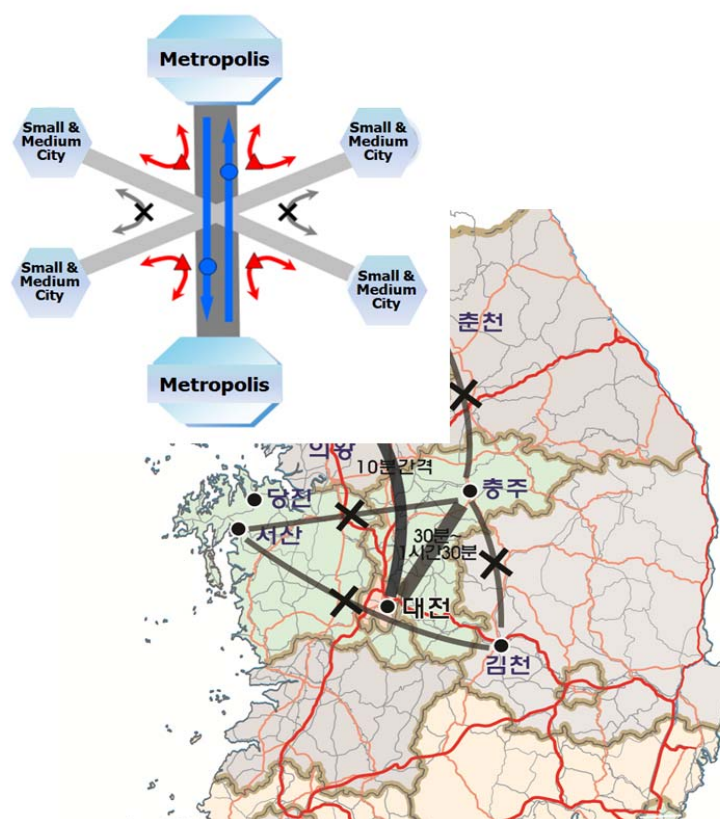 Metropolis
Small &
Medium
City
Small &
Medium
City
Small &
Medium
City
Small &
Medium
City
Metropolis
춘천
의왕
10분간격
당진
충주
서산
30분~
1시간30분
대전
김천